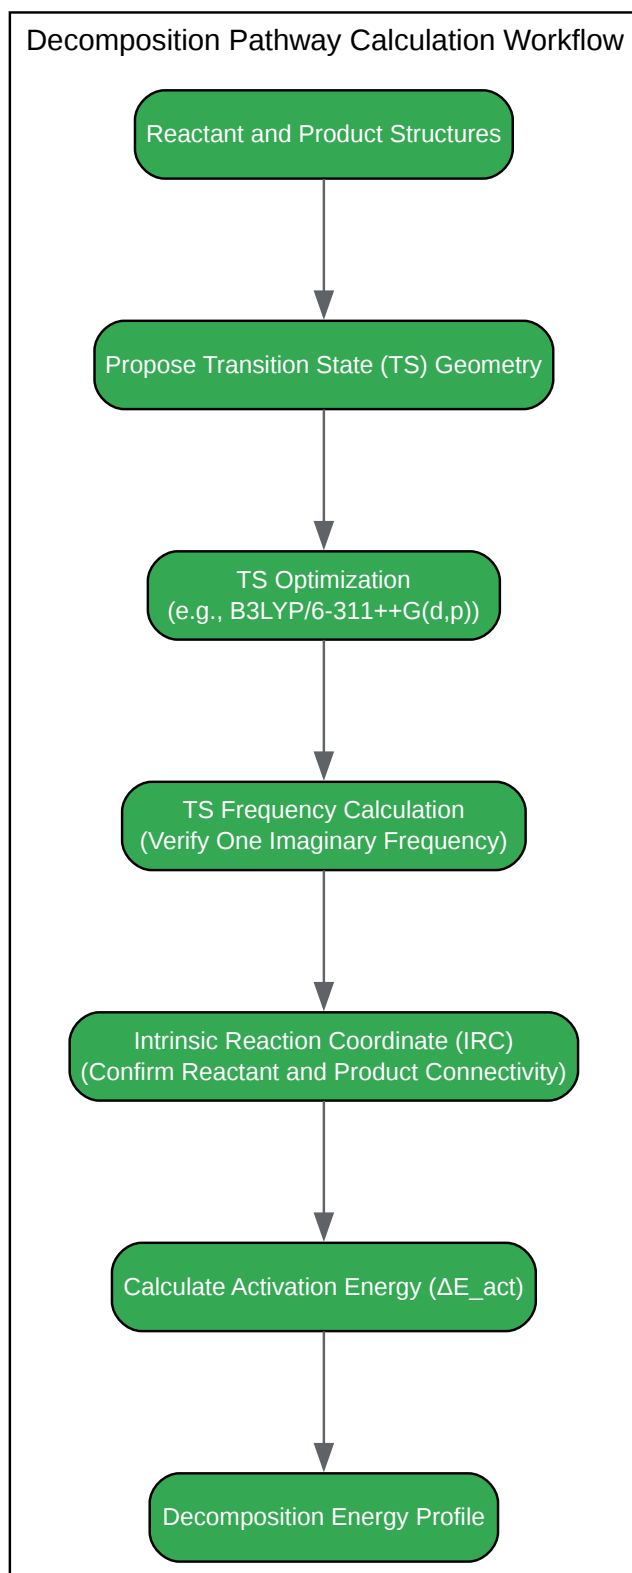 Decomposition Pathway Calculation Workflow
Reactant and Product Structures
Propose Transition State (TS) Geometry
TS Optimization
(e.g., B3LYP/6-311++G(d,p))
TS Frequency Calculation
(Verify One Imaginary Frequency)
Intrinsic Reaction Coordinate (IRC)
(Confirm Reactant and Product Connectivity)
Calculate Activation Energy (ΔE_act)
Decomposition Energy Profile